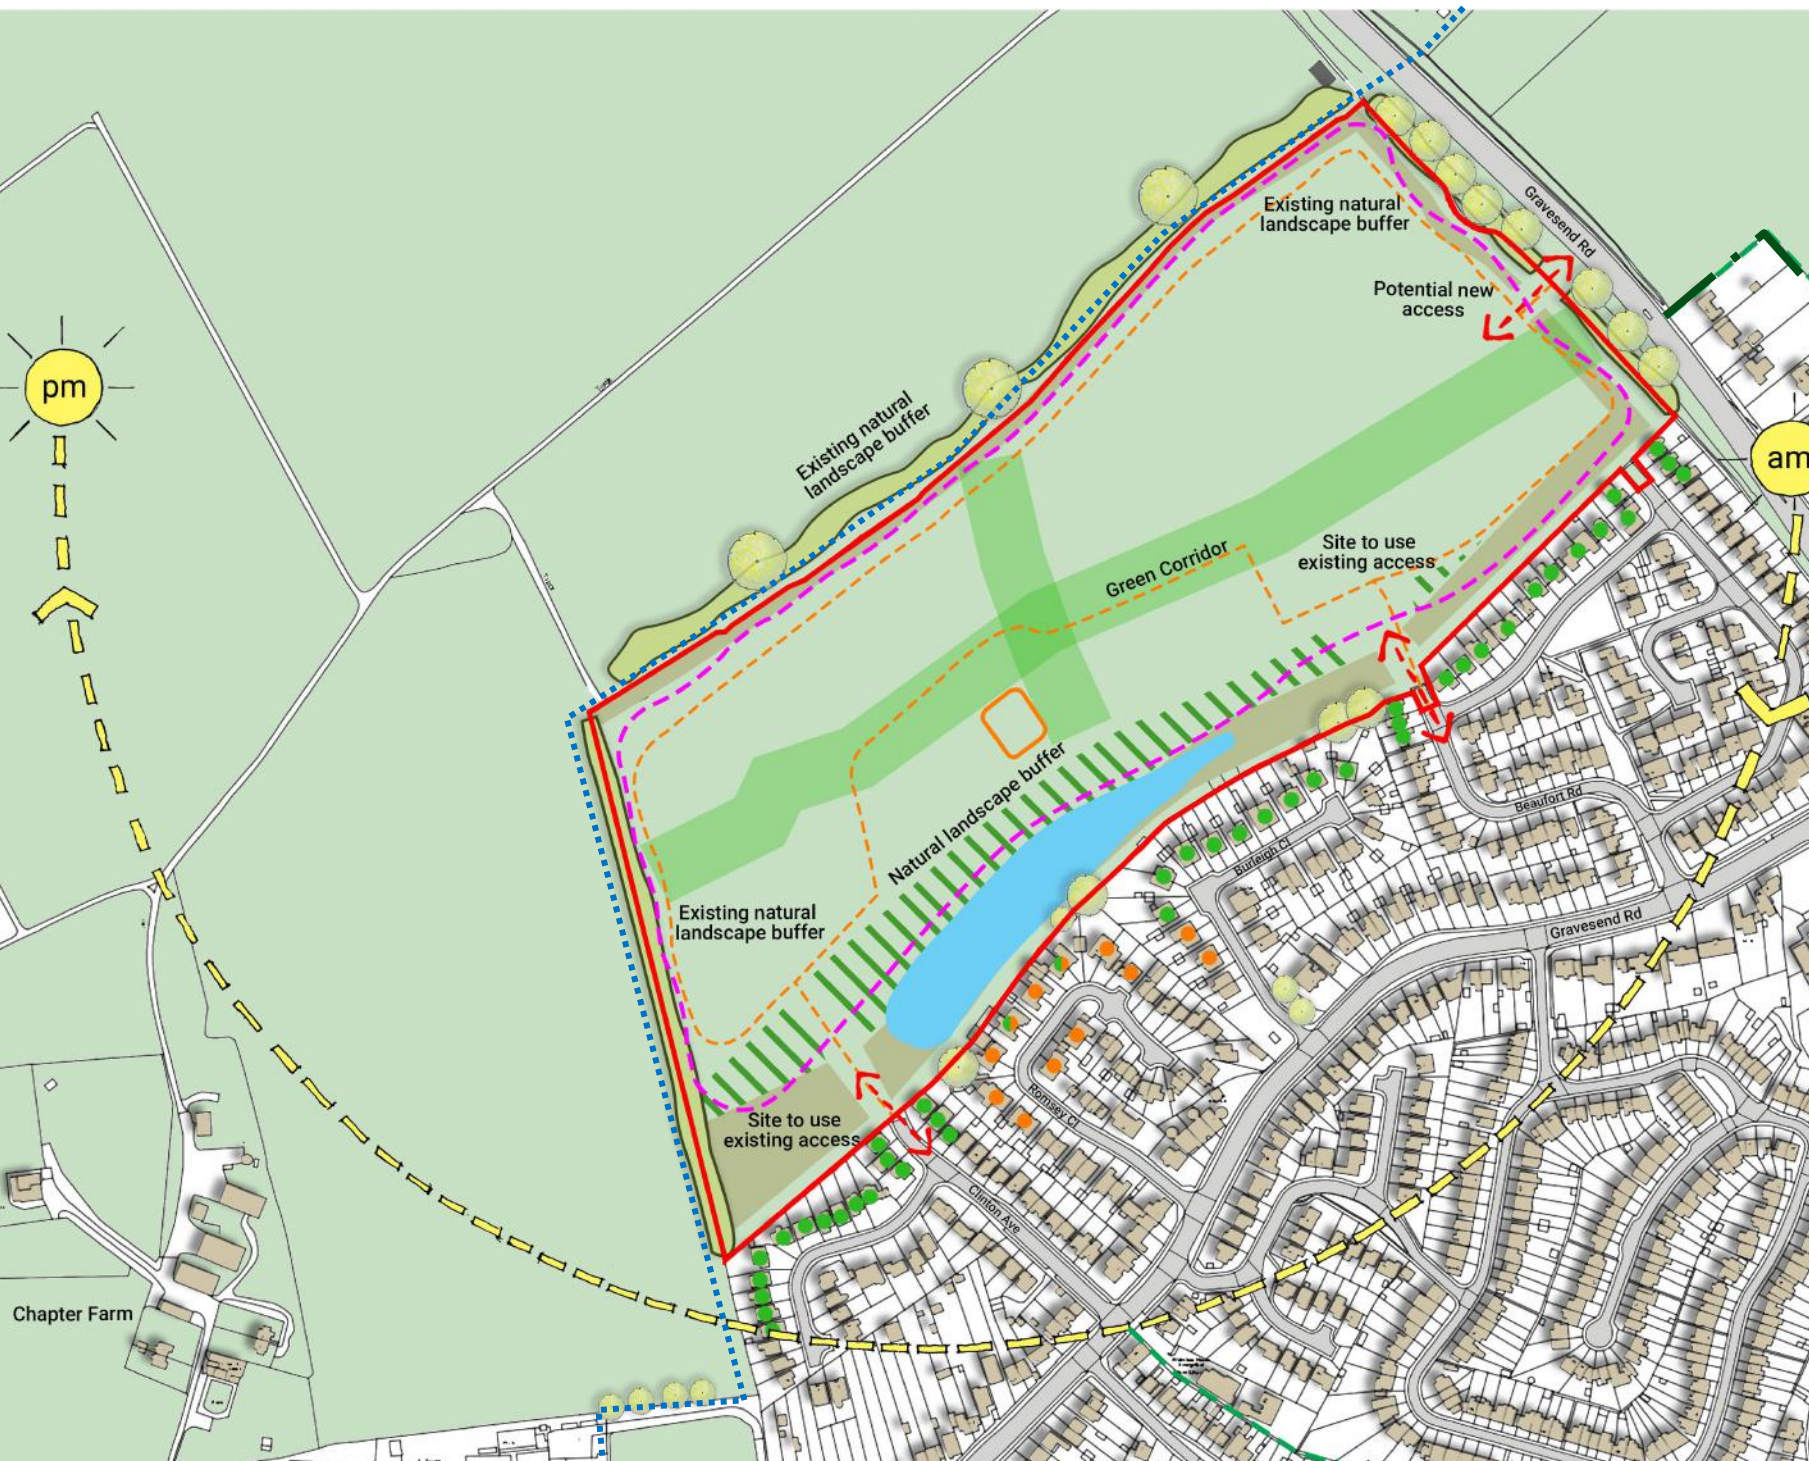 Gravesend Rd
Existing natural
landscape buffer
Potential new
access
pm
Existing natural
landscape buffer
am
Track
Site to use
existing access
Green Corridor
Track
Natural landscape buffer
Beaufort Rd
Burleigh Cl
Existing natural
landscape buffer
Gravesend Rd
Romsey Cl
Site to use
existing access
Clinton Ave
Chapter Farm